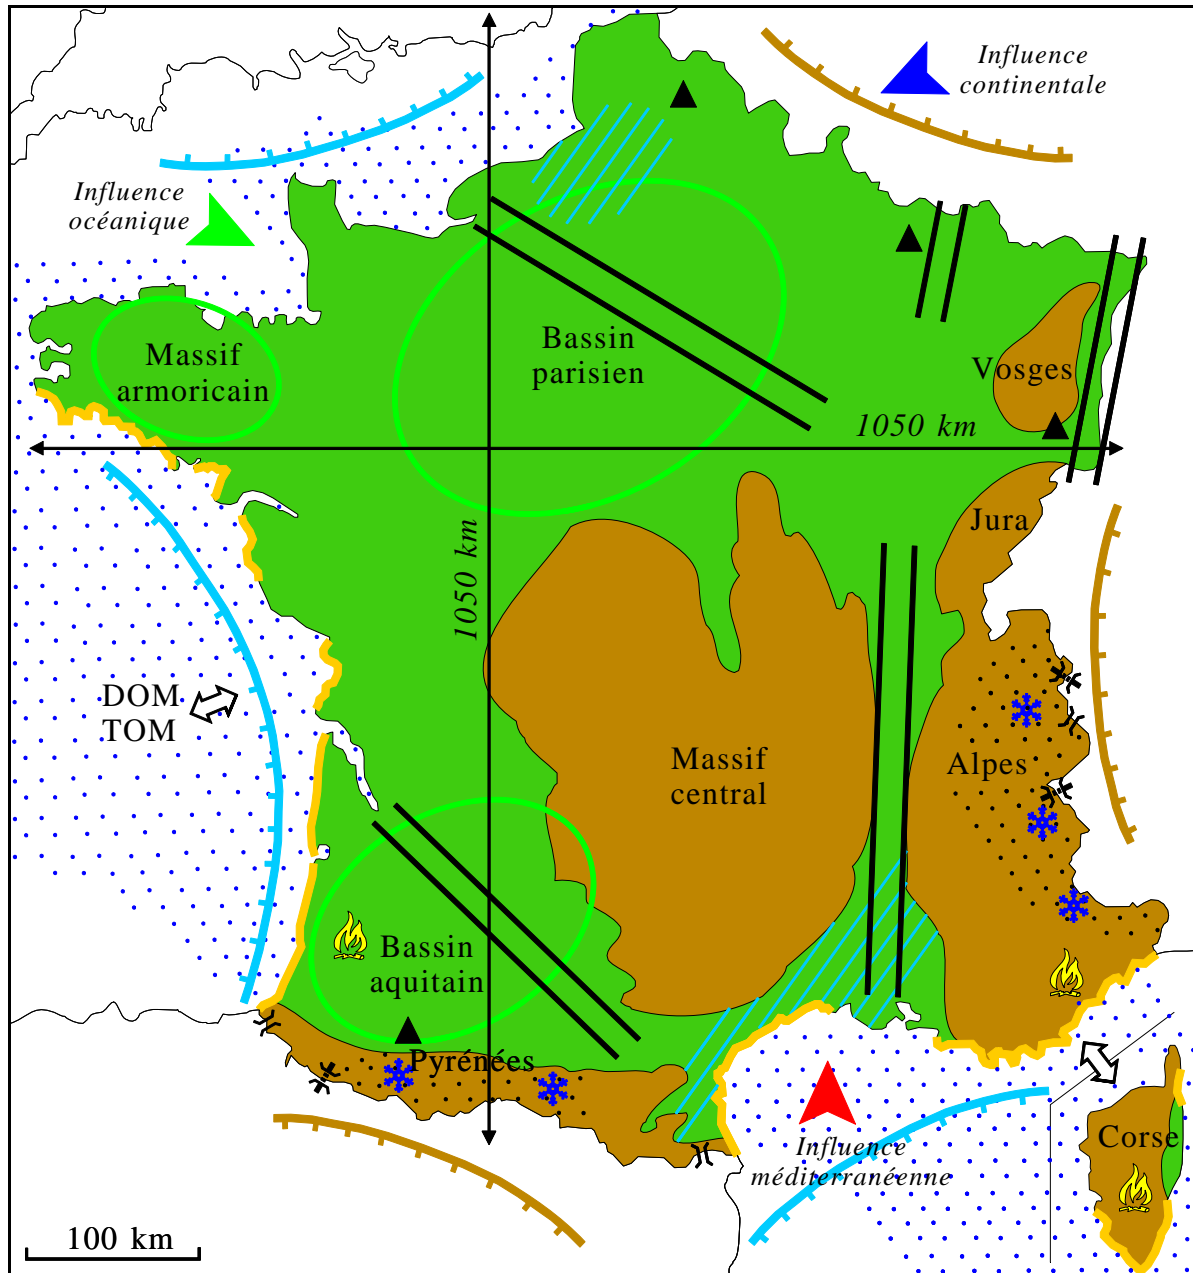 Influence
continentale
Influence
océanique
Massif
armoricain
Bassin
parisien
Vosges
1050 km
Jura
1050 km
DOM
TOM
Massif
central
Alpes
Bassin
aquitain
Pyrénées
Corse
Influence
méditerranéenne
100 km